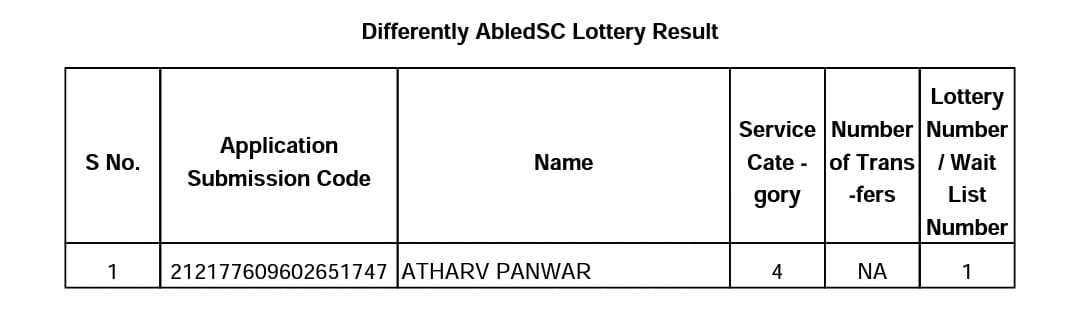 Differently AbledSC Lottery Result
S No.
Application
Submission Code
Name
Service
Cate -
gory
Number
of Trans
-fers
Lottery
Number
/ Wait
List
Number
1 212177609602651747 ATHARV PANWAR 4 NA 1